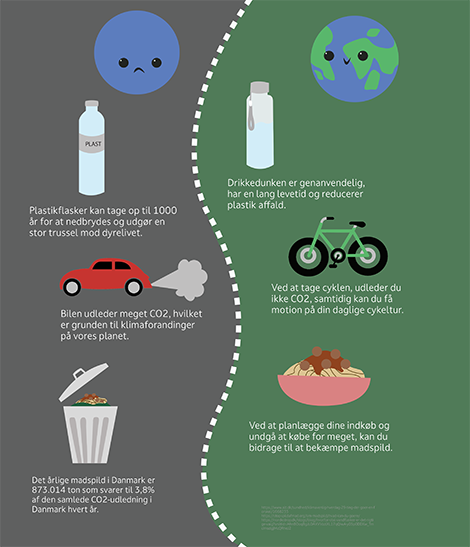 PLAST
Plastikflasker kan tage op til 1000
år for at nedbrydes og udgør en
stor trussel mod dyrelivet.
Bilen udleder meget CO2, hvilket
er grunden til klimaforandinger
på vores planet.
Det årlige madspild i Danmark er
873.014 ton som svarer til 3,8%
af den samlede CO2-udledning i
Danmark hvert år.
Drikkedunken er genanvendelig,
har en lang levetid og reducerer
plastik affald.
Ved at tage cyklen, udleder du
ikke CO2, samtidig kan du få
motion på din daglige cykeltur.
Ved at planlægge dine indkøb og
undgå at købe for meget, kan du
bidrage til at bekæmpe madspild.